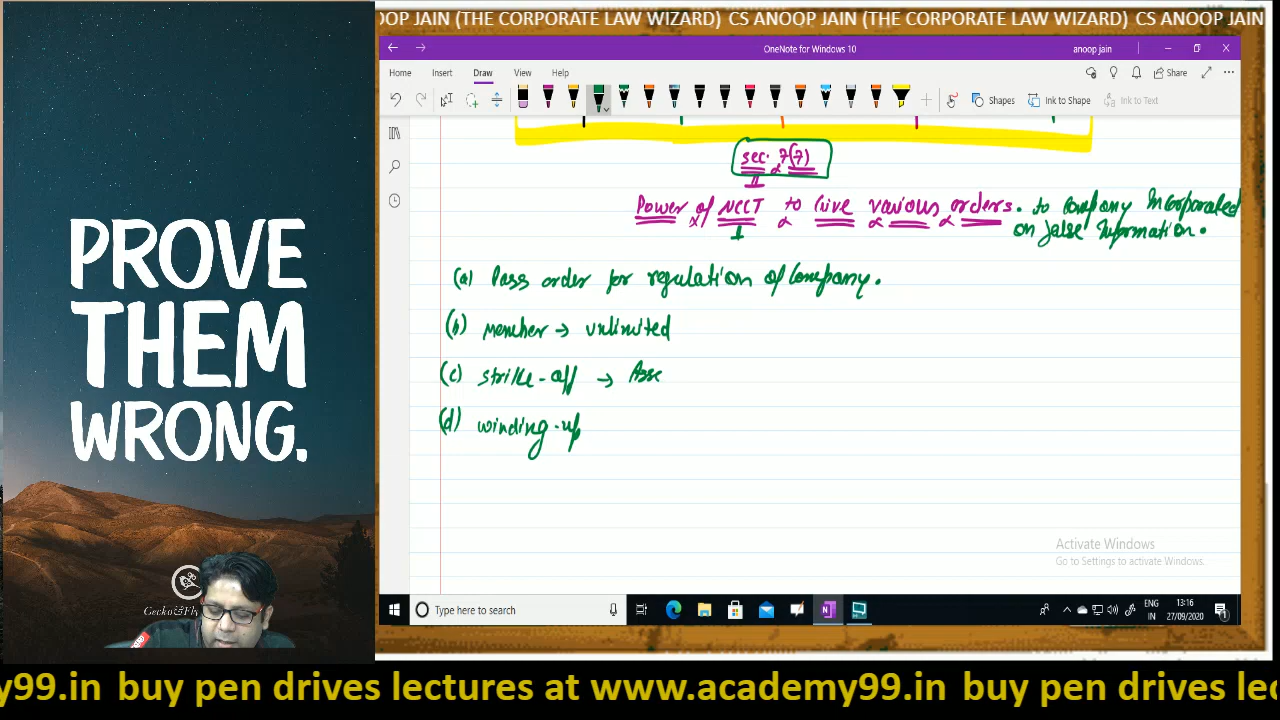 OOP JAIN (THE CORPORATE LAW WIZARD) CS ANOOP JAIN (THE CORPORATE LAW WIZARD) CS ANOOP JAIN
OneNote for Windows 10
anoop jain
Home Insert Draw View Help
Share
Shapes
Ink to Shape
Ink to Text
sec. 7(7)
Power of NCLT to Give various orders. to Company Incorporated
on false Information.
(a) Pass order for regulation of Company.
(b) member → unlimited
(c) strike-off →
(d) winding-up
PROVE
THEM
WRONG.
Gecko&Fly
Activate Windows
Go to Settings to activate Windows.
Type here to search
ENG
IN
13:16
27/09/2020
y99.in buy pen drives lectures at www.academy99.in buy pen drives lec